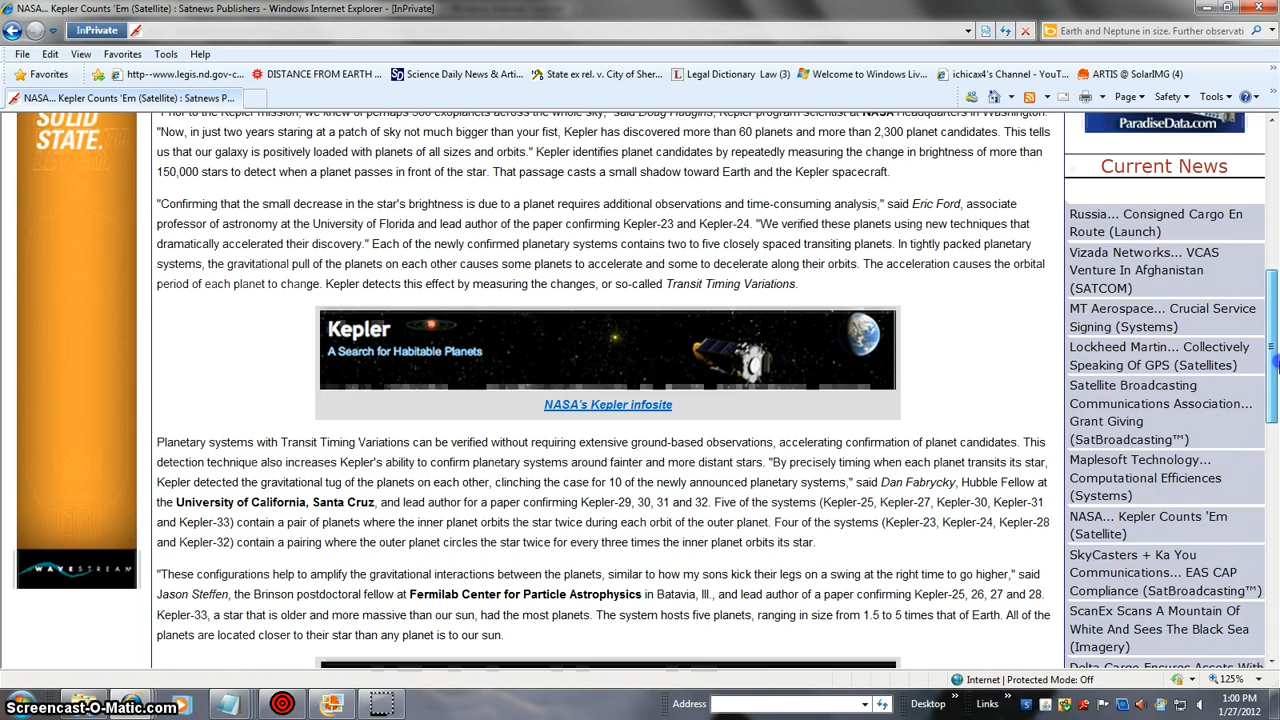 NASA... Kepler Counts 'Em (Satellite) : Satnews Publishers - Windows Internet Explorer - [InPrivate]
InPrivate
Earth and Neptune in size. Further observati
File Edit View Favorites Tools Help
Favorites http--www.legis.nd.gov-c... DISTANCE FROM EARTH ... Science Daily News & Arti... State ex rel. v. City of Sher... Legal Dictionary Law (3) Welcome to Windows Liv... ichicax4's Channel - YouT... ARTIS @ SolarIMG (4)
NASA... Kepler Counts 'Em (Satellite) : Satnews P...
Page Safety Tools
SOLID
STATE.
WAVESTREAM
"Prior to the Kepler mission, we knew of perhaps 500 exoplanets across the whole sky," said Doug Hudgins, Kepler program scientist at NASA Headquarters in Washington.
"Now, in just two years staring at a patch of sky not much bigger than your fist, Kepler has discovered more than 60 planets and more than 2,300 planet candidates. This tells
us that our galaxy is positively loaded with planets of all sizes and orbits." Kepler identifies planet candidates by repeatedly measuring the change in brightness of more than
150,000 stars to detect when a planet passes in front of the star. That passage casts a small shadow toward Earth and the Kepler spacecraft.
"Confirming that the small decrease in the star's brightness is due to a planet requires additional observations and time-consuming analysis," said Eric Ford, associate
professor of astronomy at the University of Florida and lead author of the paper confirming Kepler-23 and Kepler-24. "We verified these planets using new techniques that
dramatically accelerated their discovery." Each of the newly confirmed planetary systems contains two to five closely spaced transiting planets. In tightly packed planetary
systems, the gravitational pull of the planets on each other causes some planets to accelerate and some to decelerate along their orbits. The acceleration causes the orbital
period of each planet to change. Kepler detects this effect by measuring the changes, or so-called Transit Timing Variations.
Kepler
A Search for Habitable Planets
NASA's Kepler infosite
Planetary systems with Transit Timing Variations can be verified without requiring extensive ground-based observations, accelerating confirmation of planet candidates. This
detection technique also increases Kepler's ability to confirm planetary systems around fainter and more distant stars. "By precisely timing when each planet transits its star,
Kepler detected the gravitational tug of the planets on each other, clinching the case for 10 of the newly announced planetary systems," said Dan Fabrycky, Hubble Fellow at
the University of California, Santa Cruz, and lead author for a paper confirming Kepler-29, 30, 31 and 32. Five of the systems (Kepler-25, Kepler-27, Kepler-30, Kepler-31
and Kepler-33) contain a pair of planets where the inner planet orbits the star twice during each orbit of the outer planet. Four of the systems (Kepler-23, Kepler-24, Kepler-28
and Kepler-32) contain a pairing where the outer planet circles the star twice for every three times the inner planet orbits its star.
"These configurations help to amplify the gravitational interactions between the planets, similar to how my sons kick their legs on a swing at the right time to go higher," said
Jason Steffen, the Brinson postdoctoral fellow at Fermilab Center for Particle Astrophysics in Batavia, Ill., and lead author of a paper confirming Kepler-25, 26, 27 and 28.
Kepler-33, a star that is older and more massive than our sun, had the most planets. The system hosts five planets, ranging in size from 1.5 to 5 times that of Earth. All of the
planets are located closer to their star than any planet is to our sun.
ParadiseData.com
Current News
Russia... Consigned Cargo En
Route (Launch)
Vizada Networks... VCAS
Venture In Afghanistan
(SATCOM)
MT Aerospace... Crucial Service
Signing (Systems)
Lockheed Martin... Collectively
Speaking Of GPS (Satellites)
Satellite Broadcasting
Communications Association...
Grant Giving
(SatBroadcasting™)
Maplesoft Technology...
Computational Efficiences
(Systems)
NASA... Kepler Counts 'Em
(Satellite)
SkyCasters + Ka You
Communications... EAS CAP
Compliance (SatBroadcasting™)
ScanEx Scans A Mountain Of
White And Sees The Black Sea
(Imagery)
Delta Cargo Ensures Assets With
Internet | Protected Mode: Off
125%
Screencast-O-Matic.com
Address
Desktop
Links
1:00 PM
1/27/2012